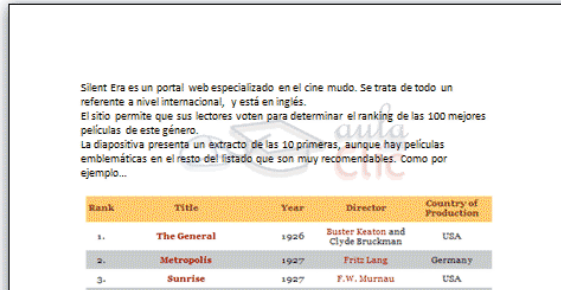 Silent Era es un portal web especializado en el cine mudo. Se trata de todo un
referente a nivel internacional, y está en inglés.
El sitio permite que sus lectores voten para determinar el ranking de las 100 mejores
películas de este género.
La diapositiva presenta un extracto de las 10 primeras, aunque hay películas
emblemáticas en el resto del listado que son muy recomendables. Como por
ejemplo...
aula
Clic
Rank Title Year Director Country of Production
1. The General 1926 Buster Keaton and Clyde Bruckman USA
2. Metropolis 1927 Fritz Lang Germany
3. Sunrise 1927 F.W. Murnau USA